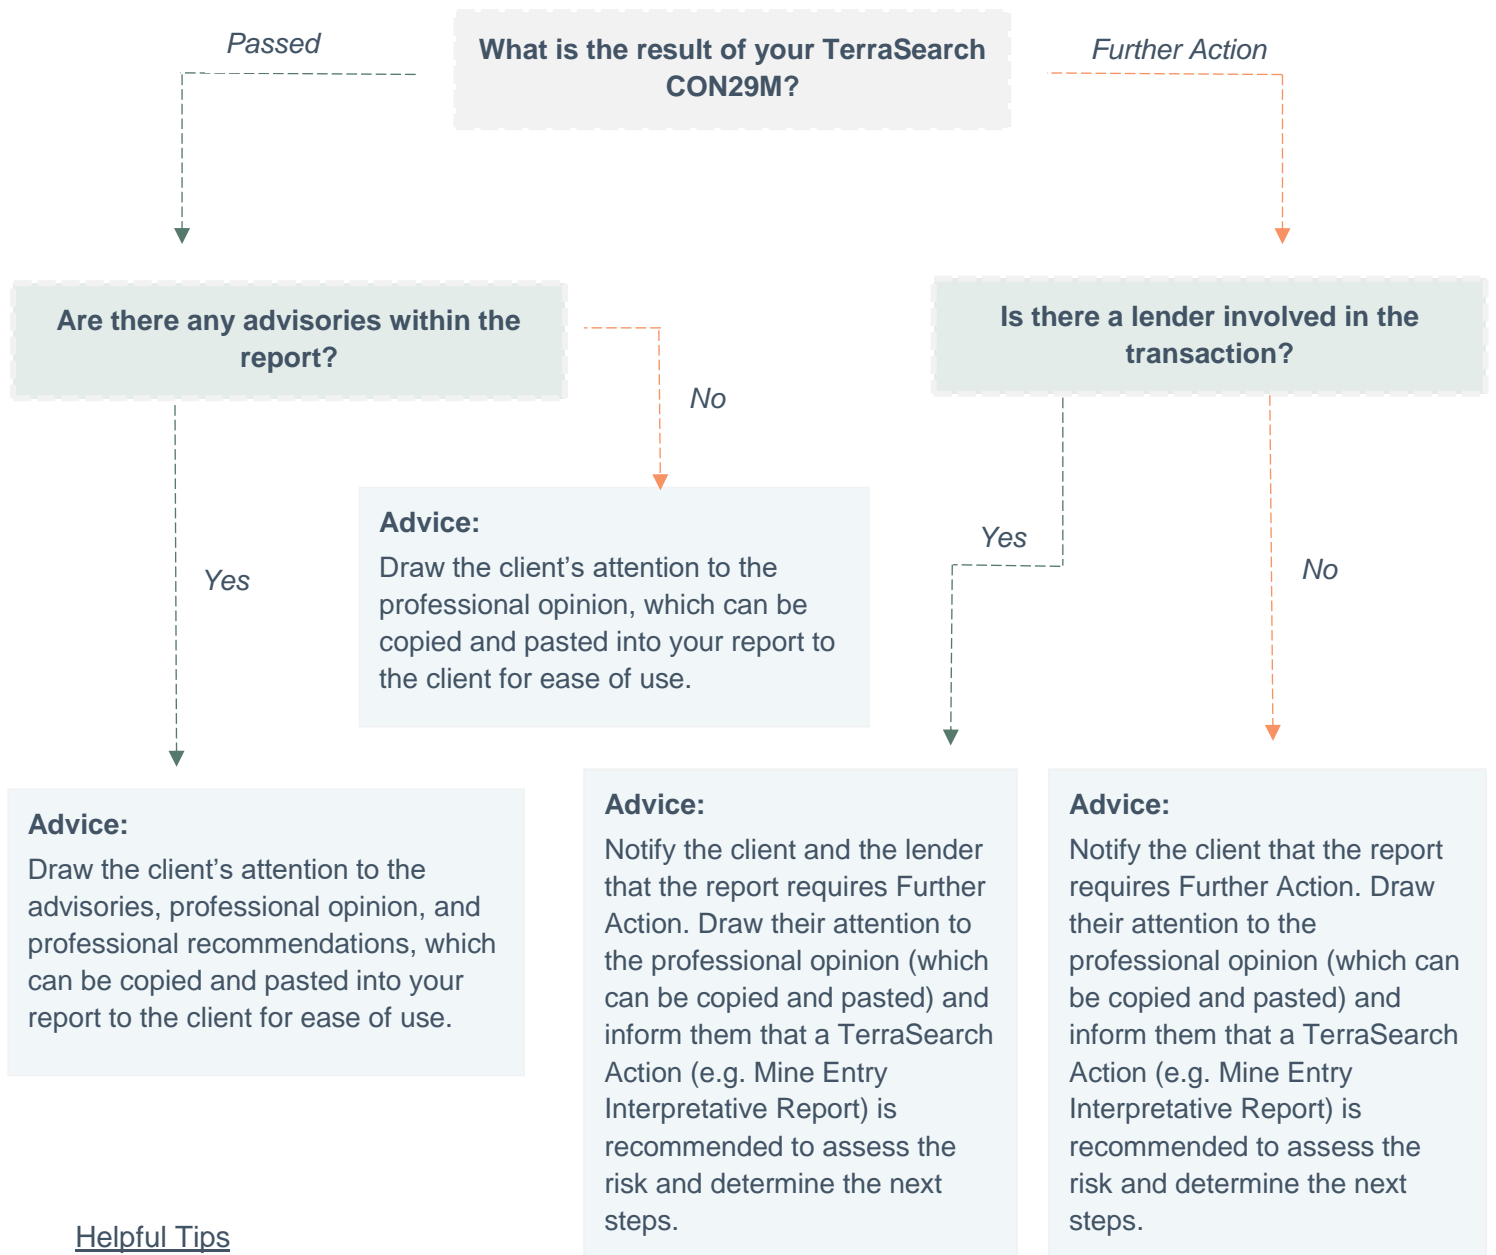 Passed
What is the result of your TerraSearch
CON29M?
Further Action
Are there any advisories within the
report?
Is there a lender involved in the
transaction?
No
Yes
Advice:
Draw the client’s attention to the
professional opinion, which can be
copied and pasted into your report to
the client for ease of use.
Yes
No
Advice:
Draw the client’s attention to the
advisories, professional opinion, and
professional recommendations, which
can be copied and pasted into your
report to the client for ease of use.
Advice:
Notify the client and the lender
that the report requires Further
Action. Draw their attention to
the professional opinion (which
can be copied and pasted) and
inform them that a TerraSearch
Action (e.g. Mine Entry
Interpretative Report) is
recommended to assess the
risk and determine the next
steps.
Advice:
Notify the client that the report
requires Further Action. Draw
their attention to the
professional opinion (which can
be copied and pasted) and
inform them that a TerraSearch
Action (e.g. Mine Entry
Interpretative Report) is
recommended to assess the
risk and determine the next
steps.
Helpful Tips